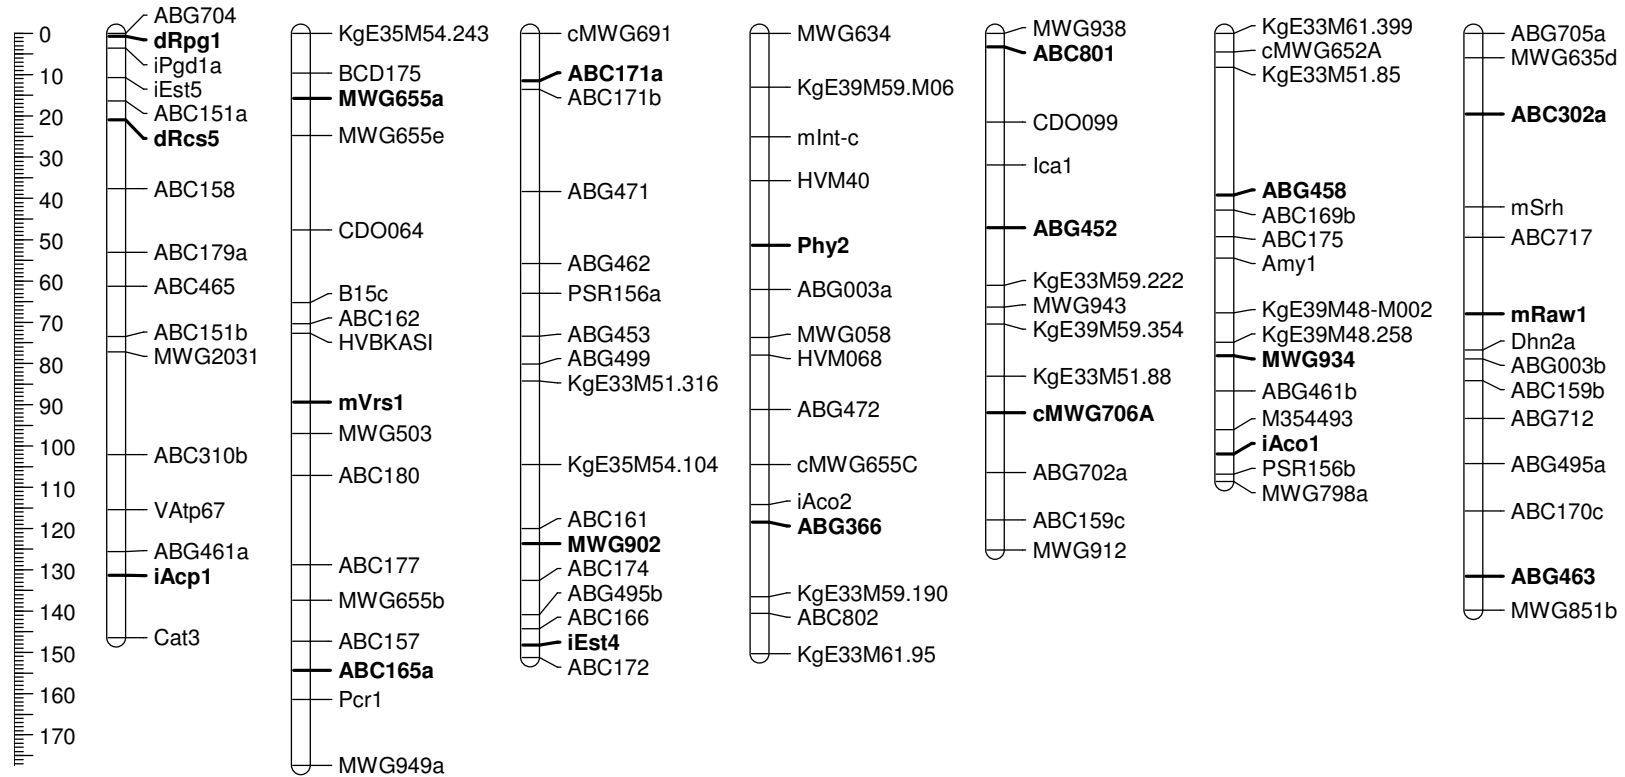 0
10
20
30
40
50
60
70
80
90
100
110
120
130
140
150
160
170
ABG704
dRpg1
iPgd1a
iEst5
ABC151a
dRcs5
ABC158
ABC179a
ABC465
ABC151b
MWG2031
ABC310b
VAtp67
ABG461a
iAcp1
Cat3
KgE35M54.243
BCD175
MWG655a
MWG655e
CDO064
B15c
ABC162
HVBKASI
mVrs1
MWG503
ABC180
ABC177
MWG655b
ABC157
ABC165a
Pcr1
MWG949a
cMWG691
ABC171a
ABC171b
ABG471
ABG462
PSR156a
ABG453
ABG499
KgE33M51.316
KgE35M54.104
ABC161
MWG902
ABC174
ABG495b
ABC166
iEst4
ABC172
MWG634
KgE39M59.M06
mInt-c
HVM40
Phy2
ABG003a
MWG058
HVM068
ABG472
cMWG655C
iAco2
ABG366
KgE33M59.190
ABC802
KgE33M61.95
MWG938
ABC801
CDO099
Ica1
ABG452
KgE33M59.222
MWG943
KgE39M59.354
KgE33M51.88
cMWG706A
ABG702a
ABC159c
MWG912
KgE33M61.399
cMWG652A
KgE33M51.85
ABG458
ABC169b
ABC175
Amy1
KgE39M48-M002
KgE39M48.258
MWG934
ABG461b
M354493
iAco1
PSR156b
MWG798a
ABG705a
MWG635d
ABC302a
mSrh
ABC717
mRaw1
Dhn2a
ABG003b
ABC159b
ABG712
ABG495a
ABC170c
ABG463
MWG851b